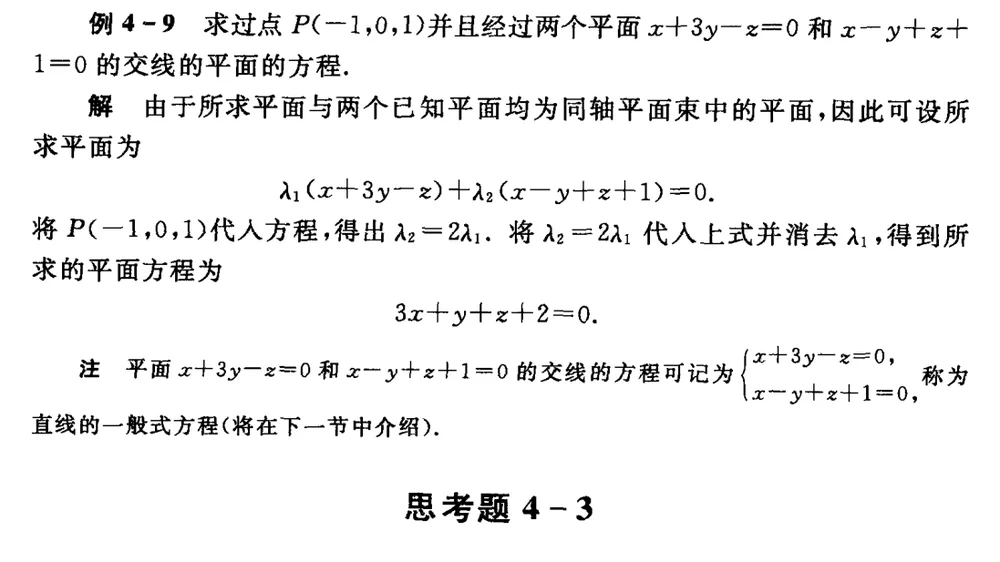 例 4－9 求过点 P(－1,0,1)并且经过两个平面 x＋3y－z＝0 和 x－y＋z＋
1＝0 的交线的平面的方程.
解 由于所求平面与两个已知平面均为同轴平面束中的平面,因此可设所
求平面为
λ₁(x＋3y－z)＋λ₂(x－y＋z＋1)＝0.
将 P(－1,0,1)代入方程,得出 λ₂＝2λ₁. 将 λ₂＝2λ₁ 代入上式并消去 λ₁,得到所
求的平面方程为
3x＋y＋z＋2＝0.
注 平面 x＋3y－z＝0 和 x－y＋z＋1＝0 的交线的方程可记为{x＋3y－z＝0, x－y＋z＋1＝0, 称为
直线的一般式方程(将在下一节中介绍).
思考题 4－3